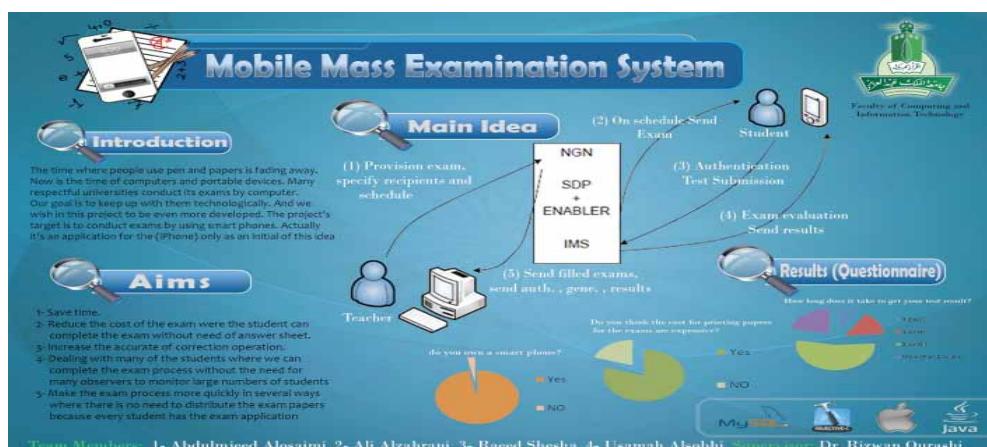 Mobile Mass Examination System
جامعة الملك عبد العزيز
Faculty of Computing and
Information Technology
Introduction
The time where people use pen and papers is fading away.
Now is the time of computers and portable devices. Many
respectful universities conduct its exams by computer.
Our goal is to keep up with them technologically. And we
wish in this project to be even more developed. The project's
target is to conduct exams by using smart phones. Actually
it's an application for the (iPhone) only as an initial of this idea
Aims
1- Save time.
2- Reduce the cost of the exam were the student can
complete the exam without need of answer sheet.
3- Increase the accurate of correction operation.
4- Dealing with many of the students where we can
complete the exam process without the need for
many observers to monitor large numbers of students
5- Make the exam process more quickly in several ways
where there is no need to distribute the exam papers
because every student has the exam application
Main Idea
(1) Provision exam,
specify recipients and
schedule
NGN
SDP
+
ENABLER
IMS
(2) On schedule Send
Exam
Student
(3) Authentication
Test Submission
(4) Exam evaluation
Send results
(5) Send filled exams,
send auth. , gene. , results
Teacher
Results (Questionnaire)
How long does it take to get your test result?
Do you think the cost for printing papers
for the exams are expensive?
Yes
NO
do you own a smart phone?
Yes
NO
MySQL
OBJECTIVE-C
Java
Team Members: 1- Abdulmjeed Alosaimi, 2- Ali Alzahrani, 3- Raeed Shesha, 4- Usamah Alsobhi, Supervisor: Dr. Rizwan Qurashi